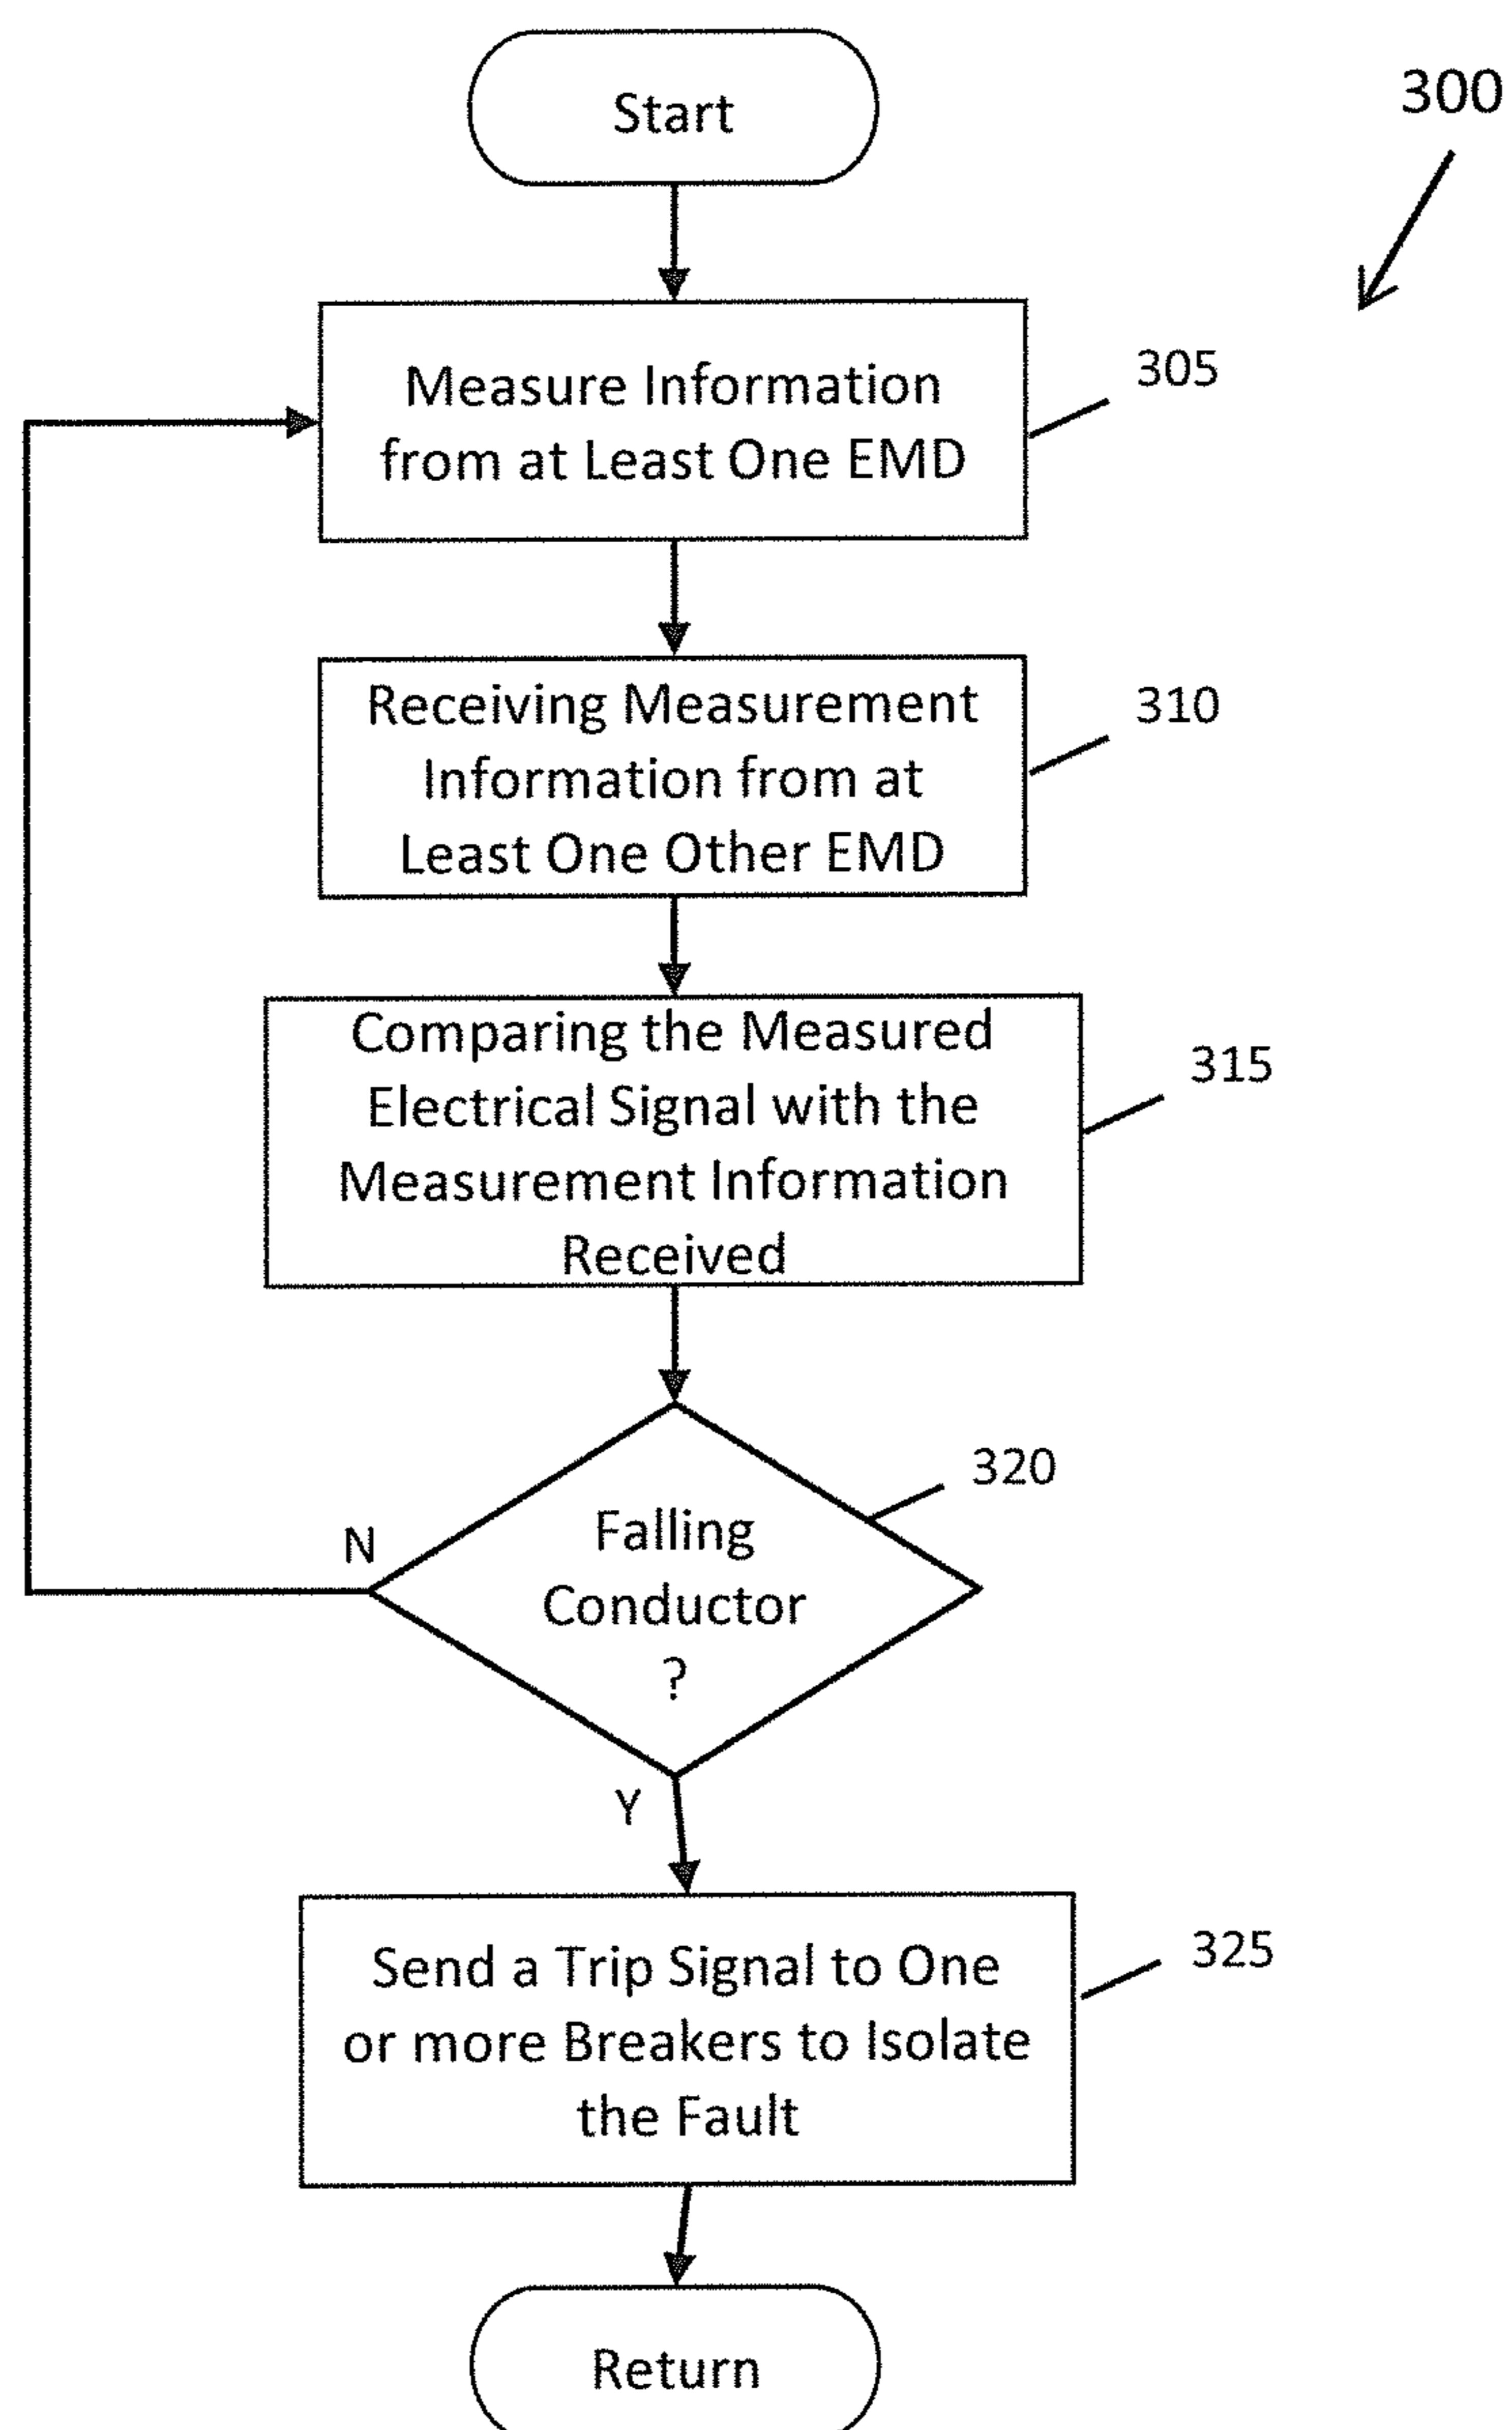 Start
300
Measure Information
from at Least One EMD
305
Receiving Measurement
Information from at
Least One Other EMD
310
Comparing the Measured
Electrical Signal with the
Measurement Information
Received
315
Falling
Conductor
?
320
N
Y
Send a Trip Signal to One
or more Breakers to Isolate
the Fault
325
Return